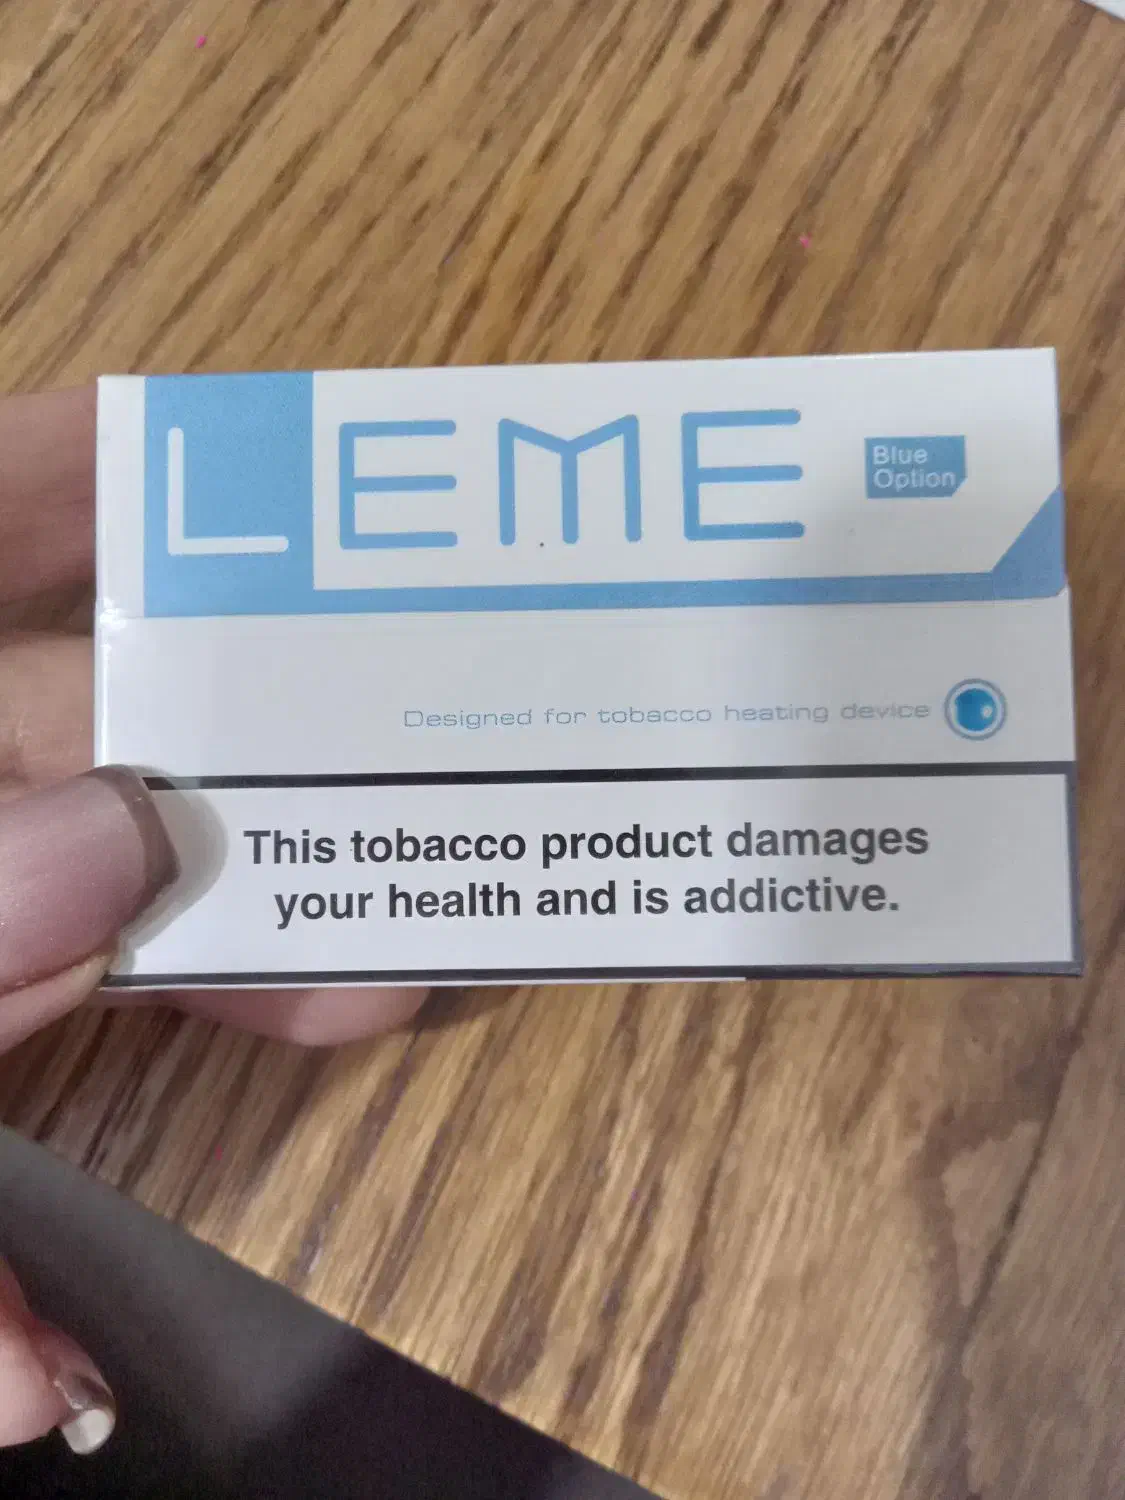 LEME
Blue
Option
Designed for tobacco heating device
This tobacco product damages
your health and is addictive.